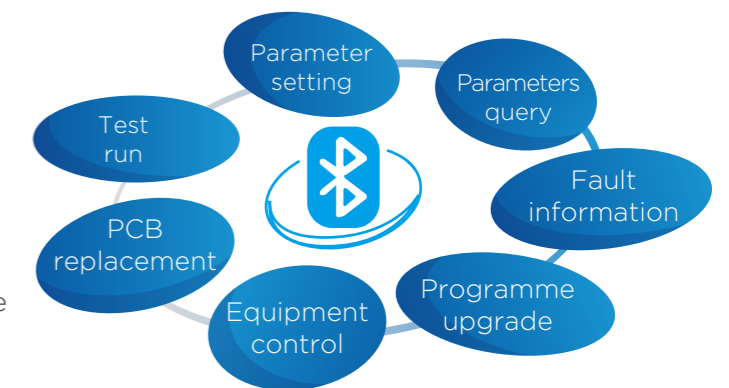 Parameter
setting
Parameters
query
Test
run
Fault
information
PCB
replacement
Programme
upgrade
Equipment
control
e